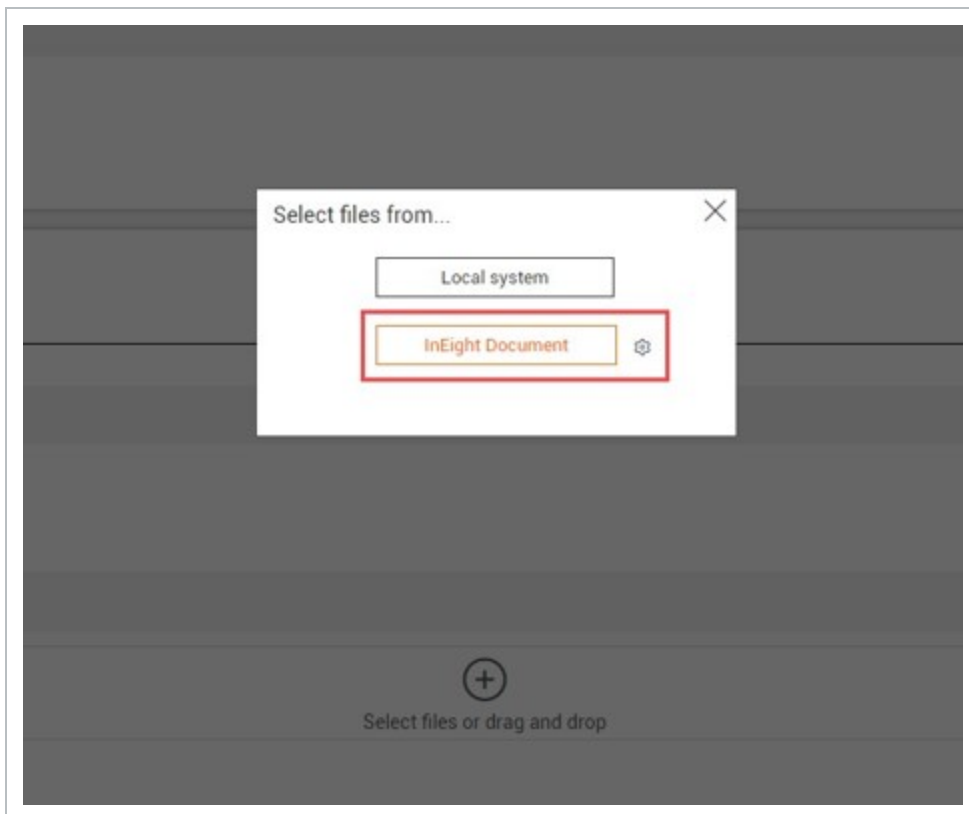 Select files from...
Local system
InEight Document
Select files or drag and drop